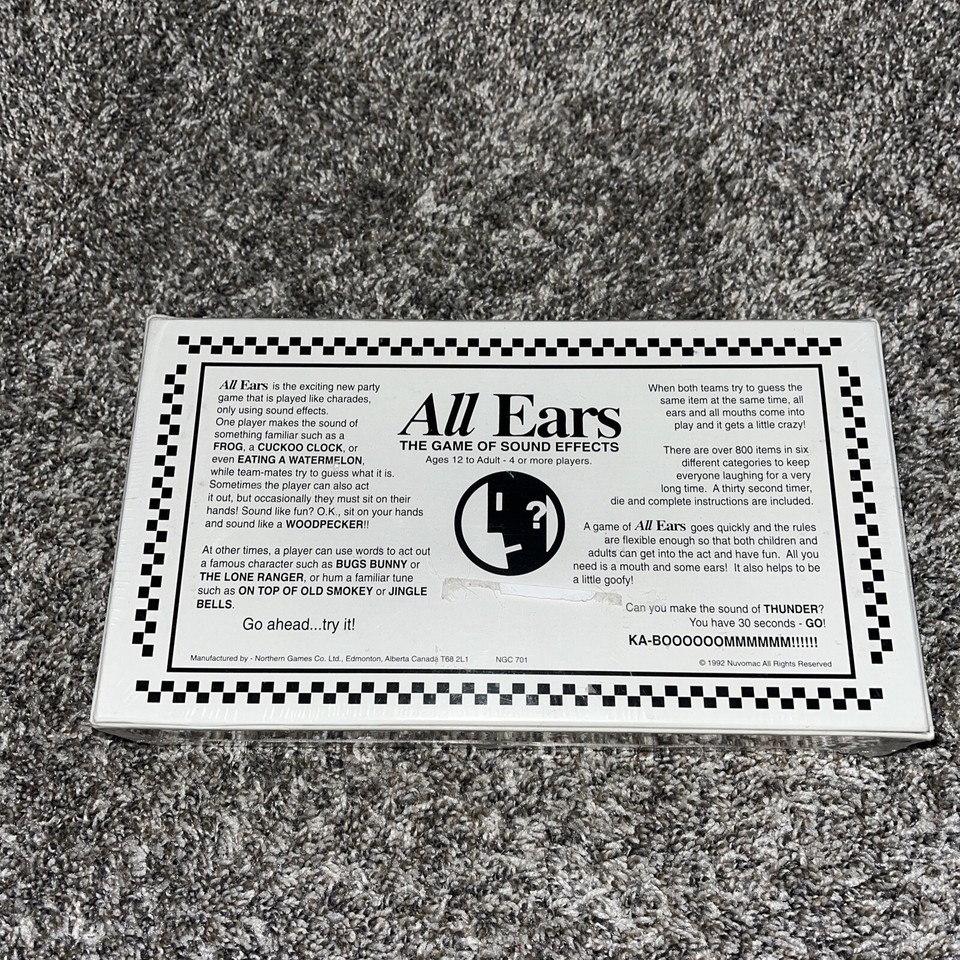 All Ears is the exciting new party
game that is played like charades,
only using sound effects.
One player makes the sound of
something familiar such as a
FROG, a CUCKOO CLOCK, or
even EATING A WATERMELON,
while team-mates try to guess what it is.
Sometimes the player can also act
it out, but occasionally they must sit on their
hands! Sound like fun? O.K., sit on your hands
and sound like a WOODPECKER!!
At other times, a player can use words to act out
a famous character such as BUGS BUNNY or
THE LONE RANGER, or hum a familiar tune
such as ON TOP OF OLD SMOKEY or JINGLE
BELLS.
Go ahead...try it!
All Ears
THE GAME OF SOUND EFFECTS
Ages 12 to Adult - 4 or more players.
?
When both teams try to guess the
same item at the same time, all
ears and all mouths come into
play and it gets a little crazy!
There are over 800 items in six
different categories to keep
everyone laughing for a very
long time. A thirty second timer,
die and complete instructions are included.
A game of All Ears goes quickly and the rules
are flexible enough so that both children and
adults can get into the act and have fun. All you
need is a mouth and some ears! It also helps to be
a little goofy!
Can you make the sound of THUNDER?
You have 30 seconds - GO!
KA-BOOOOOOMMMMMM!!!!!!
Manufactured by - Northern Games Co. Ltd., Edmonton, Alberta Canada T68 2L1 NGC 701
© 1992 Nuvomac All Rights Reserved